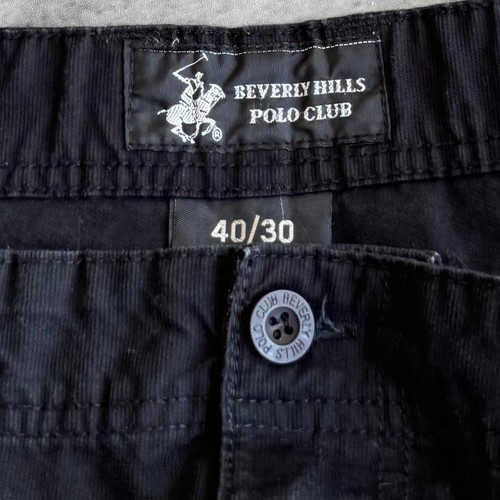 BEVERLY HILLS
POLO CLUB
®
40/30
POLO CLUB BEVERLY HILLS